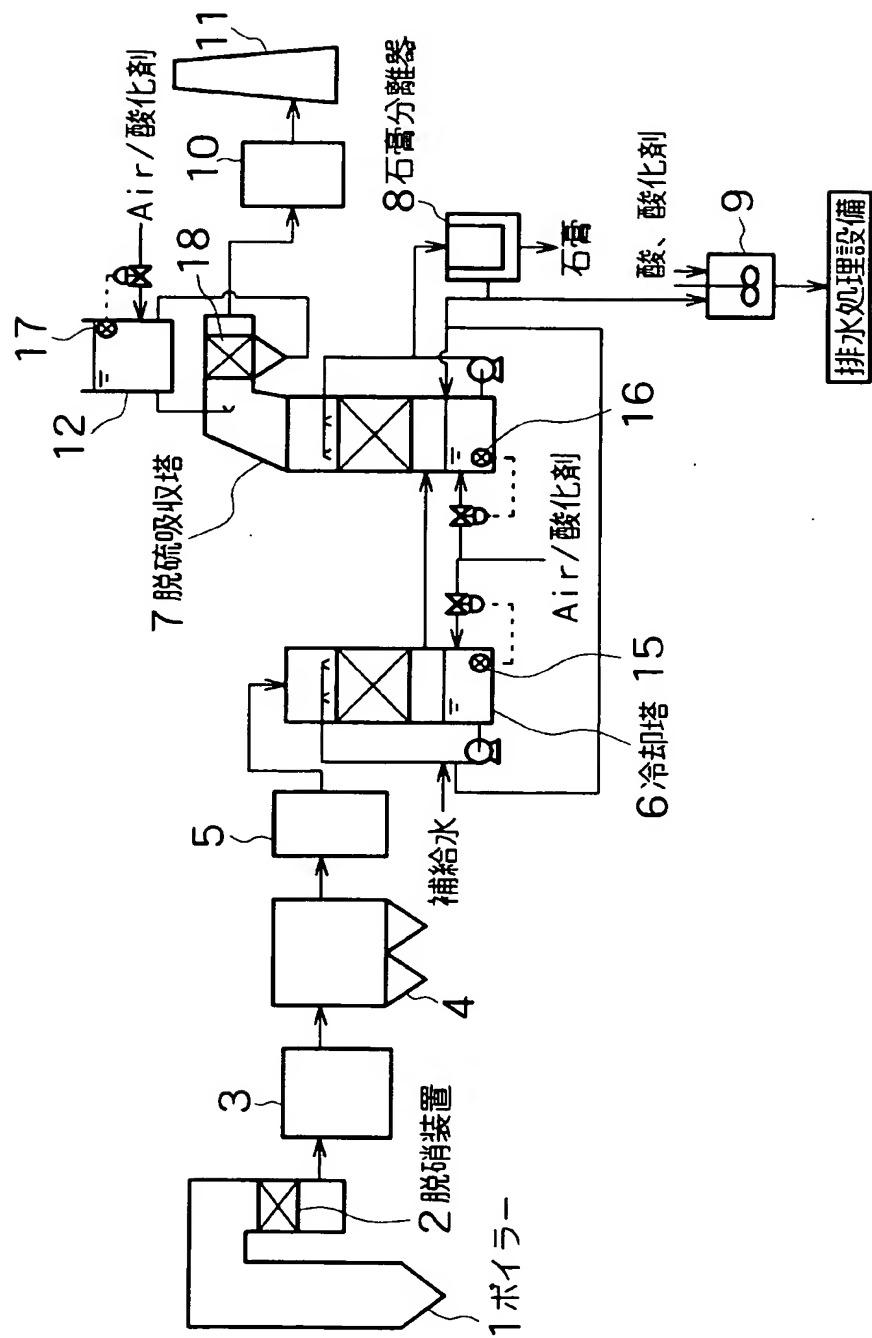 1 ボイラー
2 脱硝装置
3
4
5
補給水
6 冷却塔
15
Air/酸化剤
7 脱硫吸収塔
16
12
17
18
Air/酸化剤
8 石膏分離器
石膏
10
11
酸、酸化剤
9
排水処理設備